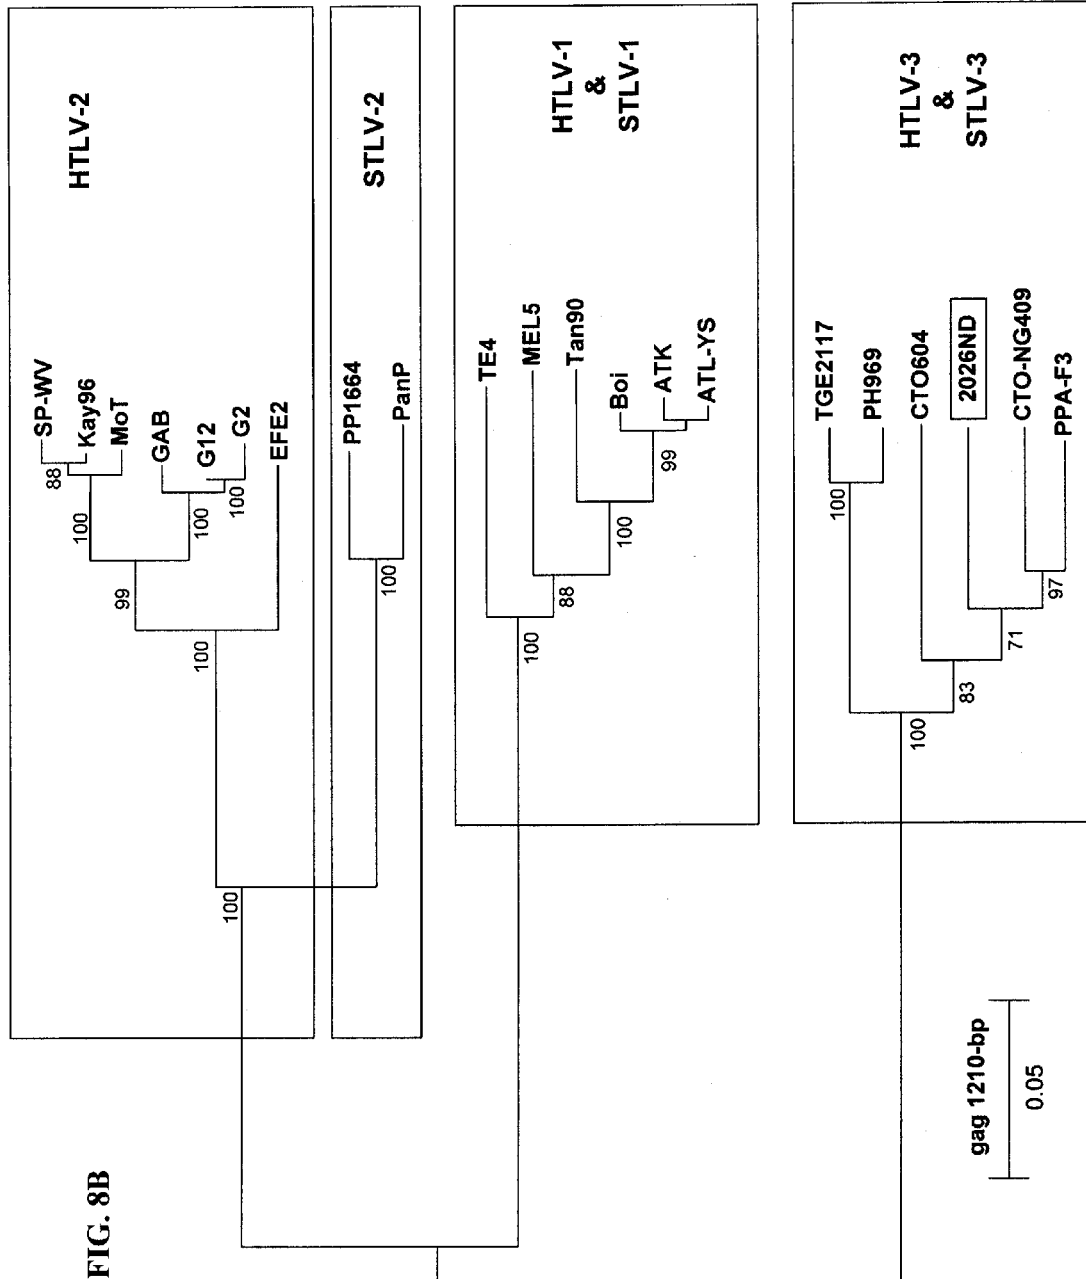 FIG. 8B
SP-WV
Kay96
MoT
GAB
G12
G2
EFE2
HTLV-2
88
100
100
100
99
100
100
PP1664
PanP
STLV-2
100
TE4
MEL5
Tan90
Boi
ATK
ATL-YS
HTLV-1
&
STLV-1
99
100
88
100
TGE2117
PH969
CTO604
2026ND
CTO-NG409
PPA-F3
HTLV-3
&
STLV-3
100
97
71
83
100
gag 1210-bp
0.05